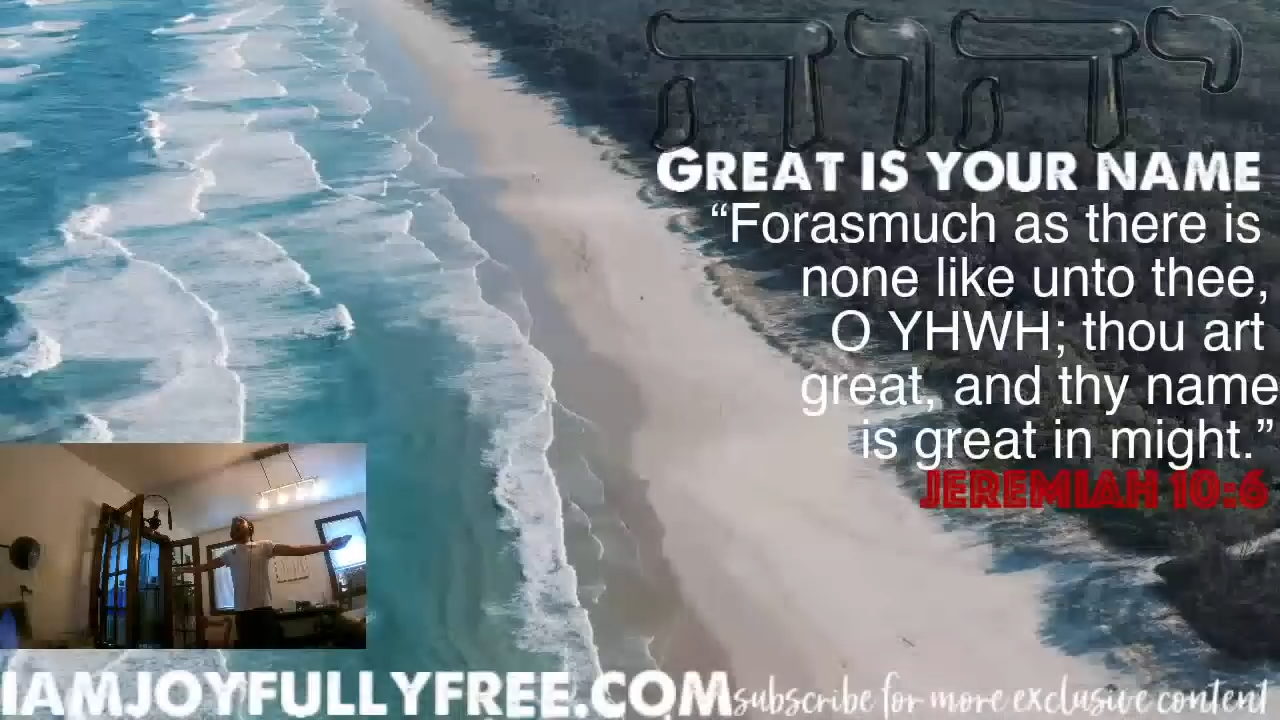 יהוה
GREAT IS YOUR NAME
“Forasmuch as there is
none like unto thee,
O YHWH; thou art
great, and thy name
is great in might.”
JEREMIAH 10:6
IAMJOYFULLYFREE.COM
subscribe for more exclusive content